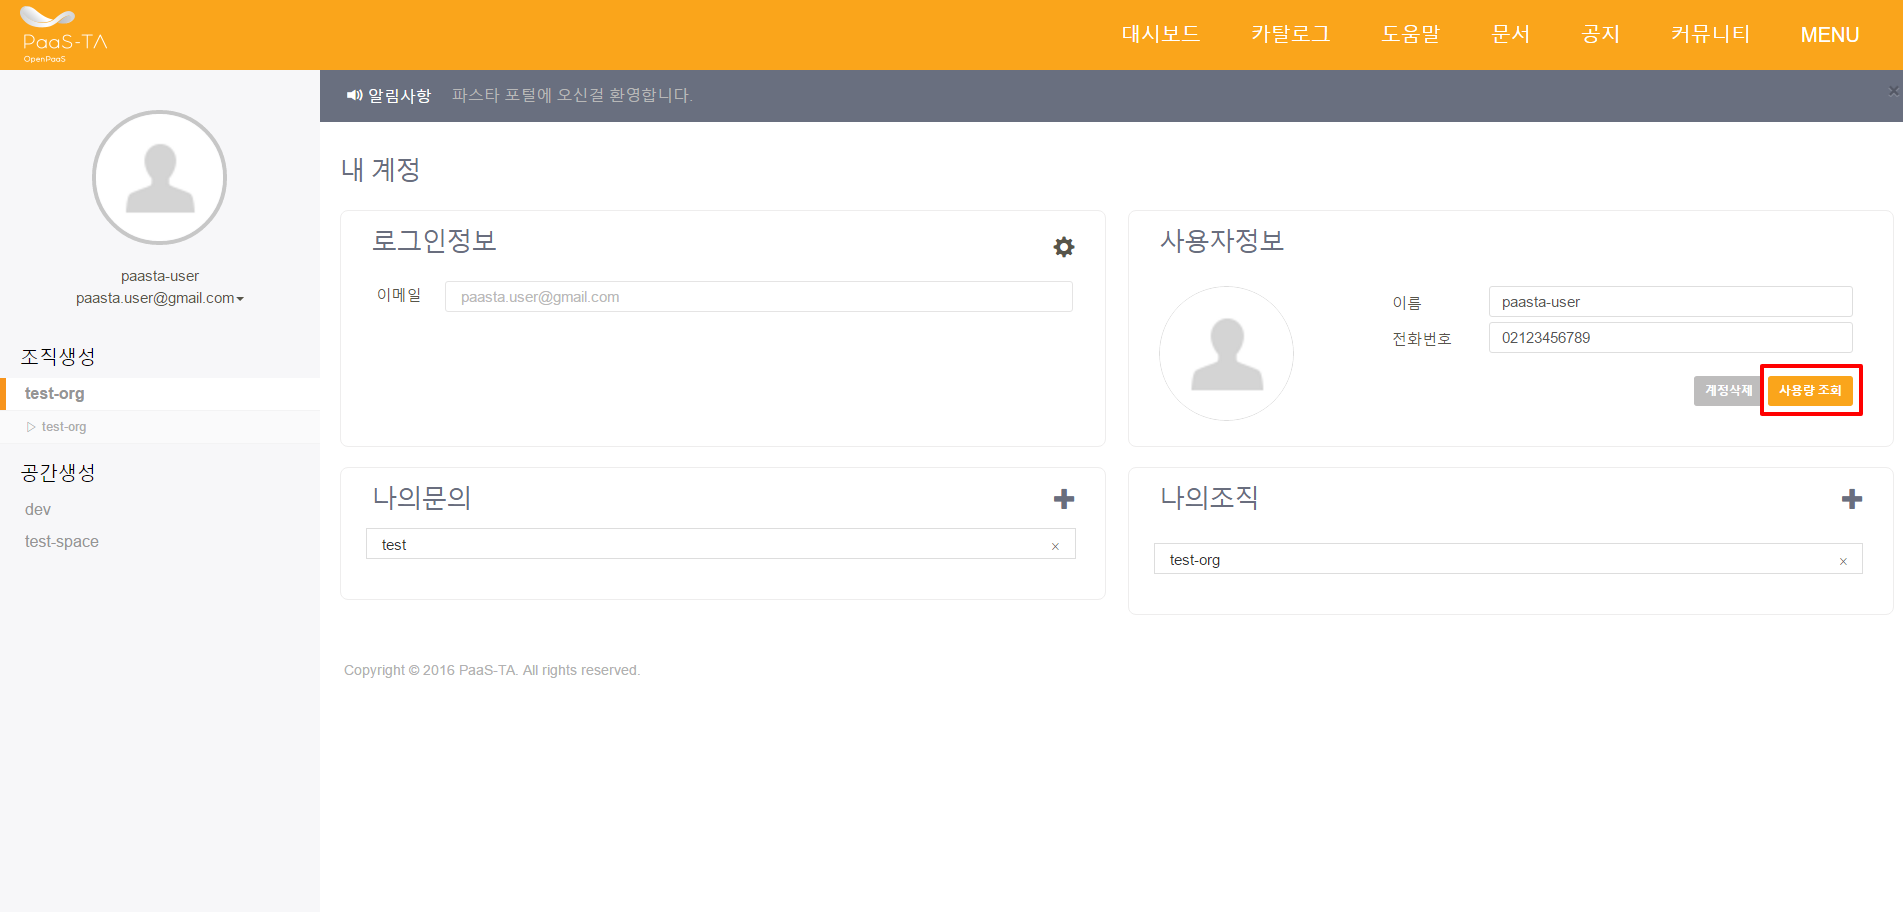 PaaS-TA
OpenPaaS
대시보드 카탈로그 도움말 문서 공지 커뮤니티 MENU
알림사항 파스타 포털에 오신걸 환영합니다. ×
paasta-user
paasta.user@gmail.com
조직생성
test-org
▷ test-org
공간생성
dev
test-space
내 계정
로그인정보
이메일 paasta.user@gmail.com
사용자정보
이름 paasta-user
전화번호 02123456789
계정삭제 사용량 조회
나의문의
test ×
나의조직
test-org ×
Copyright © 2016 PaaS-TA. All rights reserved.